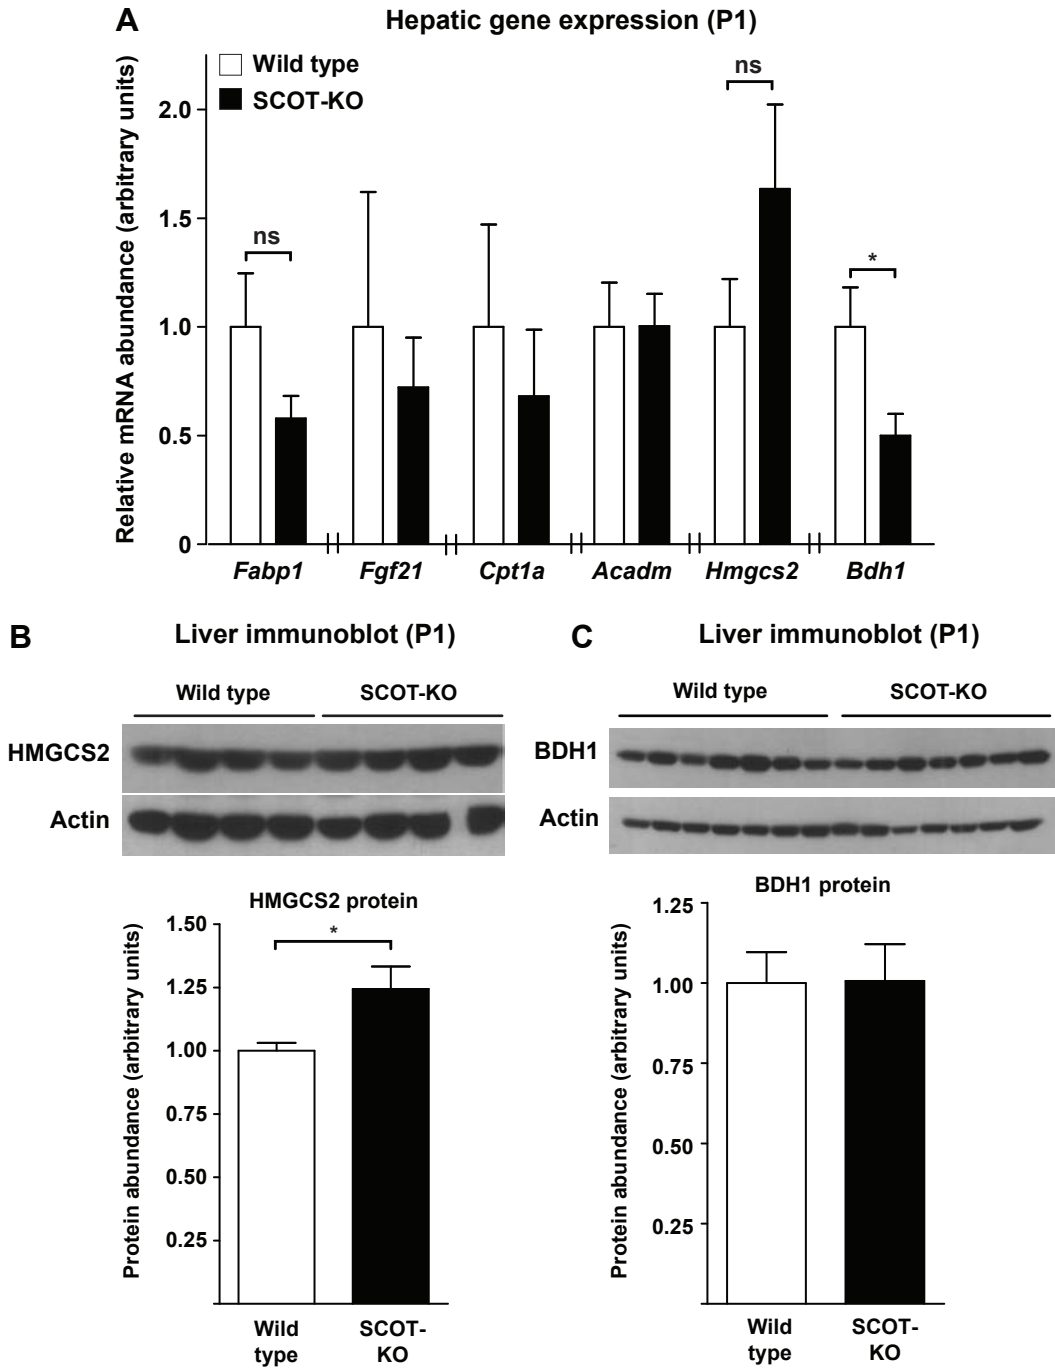 A
Hepatic gene expression (P1)
Relative mRNA abundance (arbitrary units)
Wild type
SCOT-KO
2.0
1.5
1.0
0.5
0
ns
ns
*
Fabp1
Fgf21
Cpt1a
Acadm
Hmgcs2
Bdh1
B
Liver immunoblot (P1)
Wild type
SCOT-KO
HMGCS2
Actin
HMGCS2 protein
Protein abundance (arbitrary units)
1.50
1.25
1.00
0.75
0.50
0.25
*
Wild
type
SCOT-
KO
C
Liver immunoblot (P1)
Wild type
SCOT-KO
BDH1
Actin
BDH1 protein
Protein abundance (arbitrary units)
1.25
1.00
0.75
0.50
0.25
Wild
type
SCOT-
KO